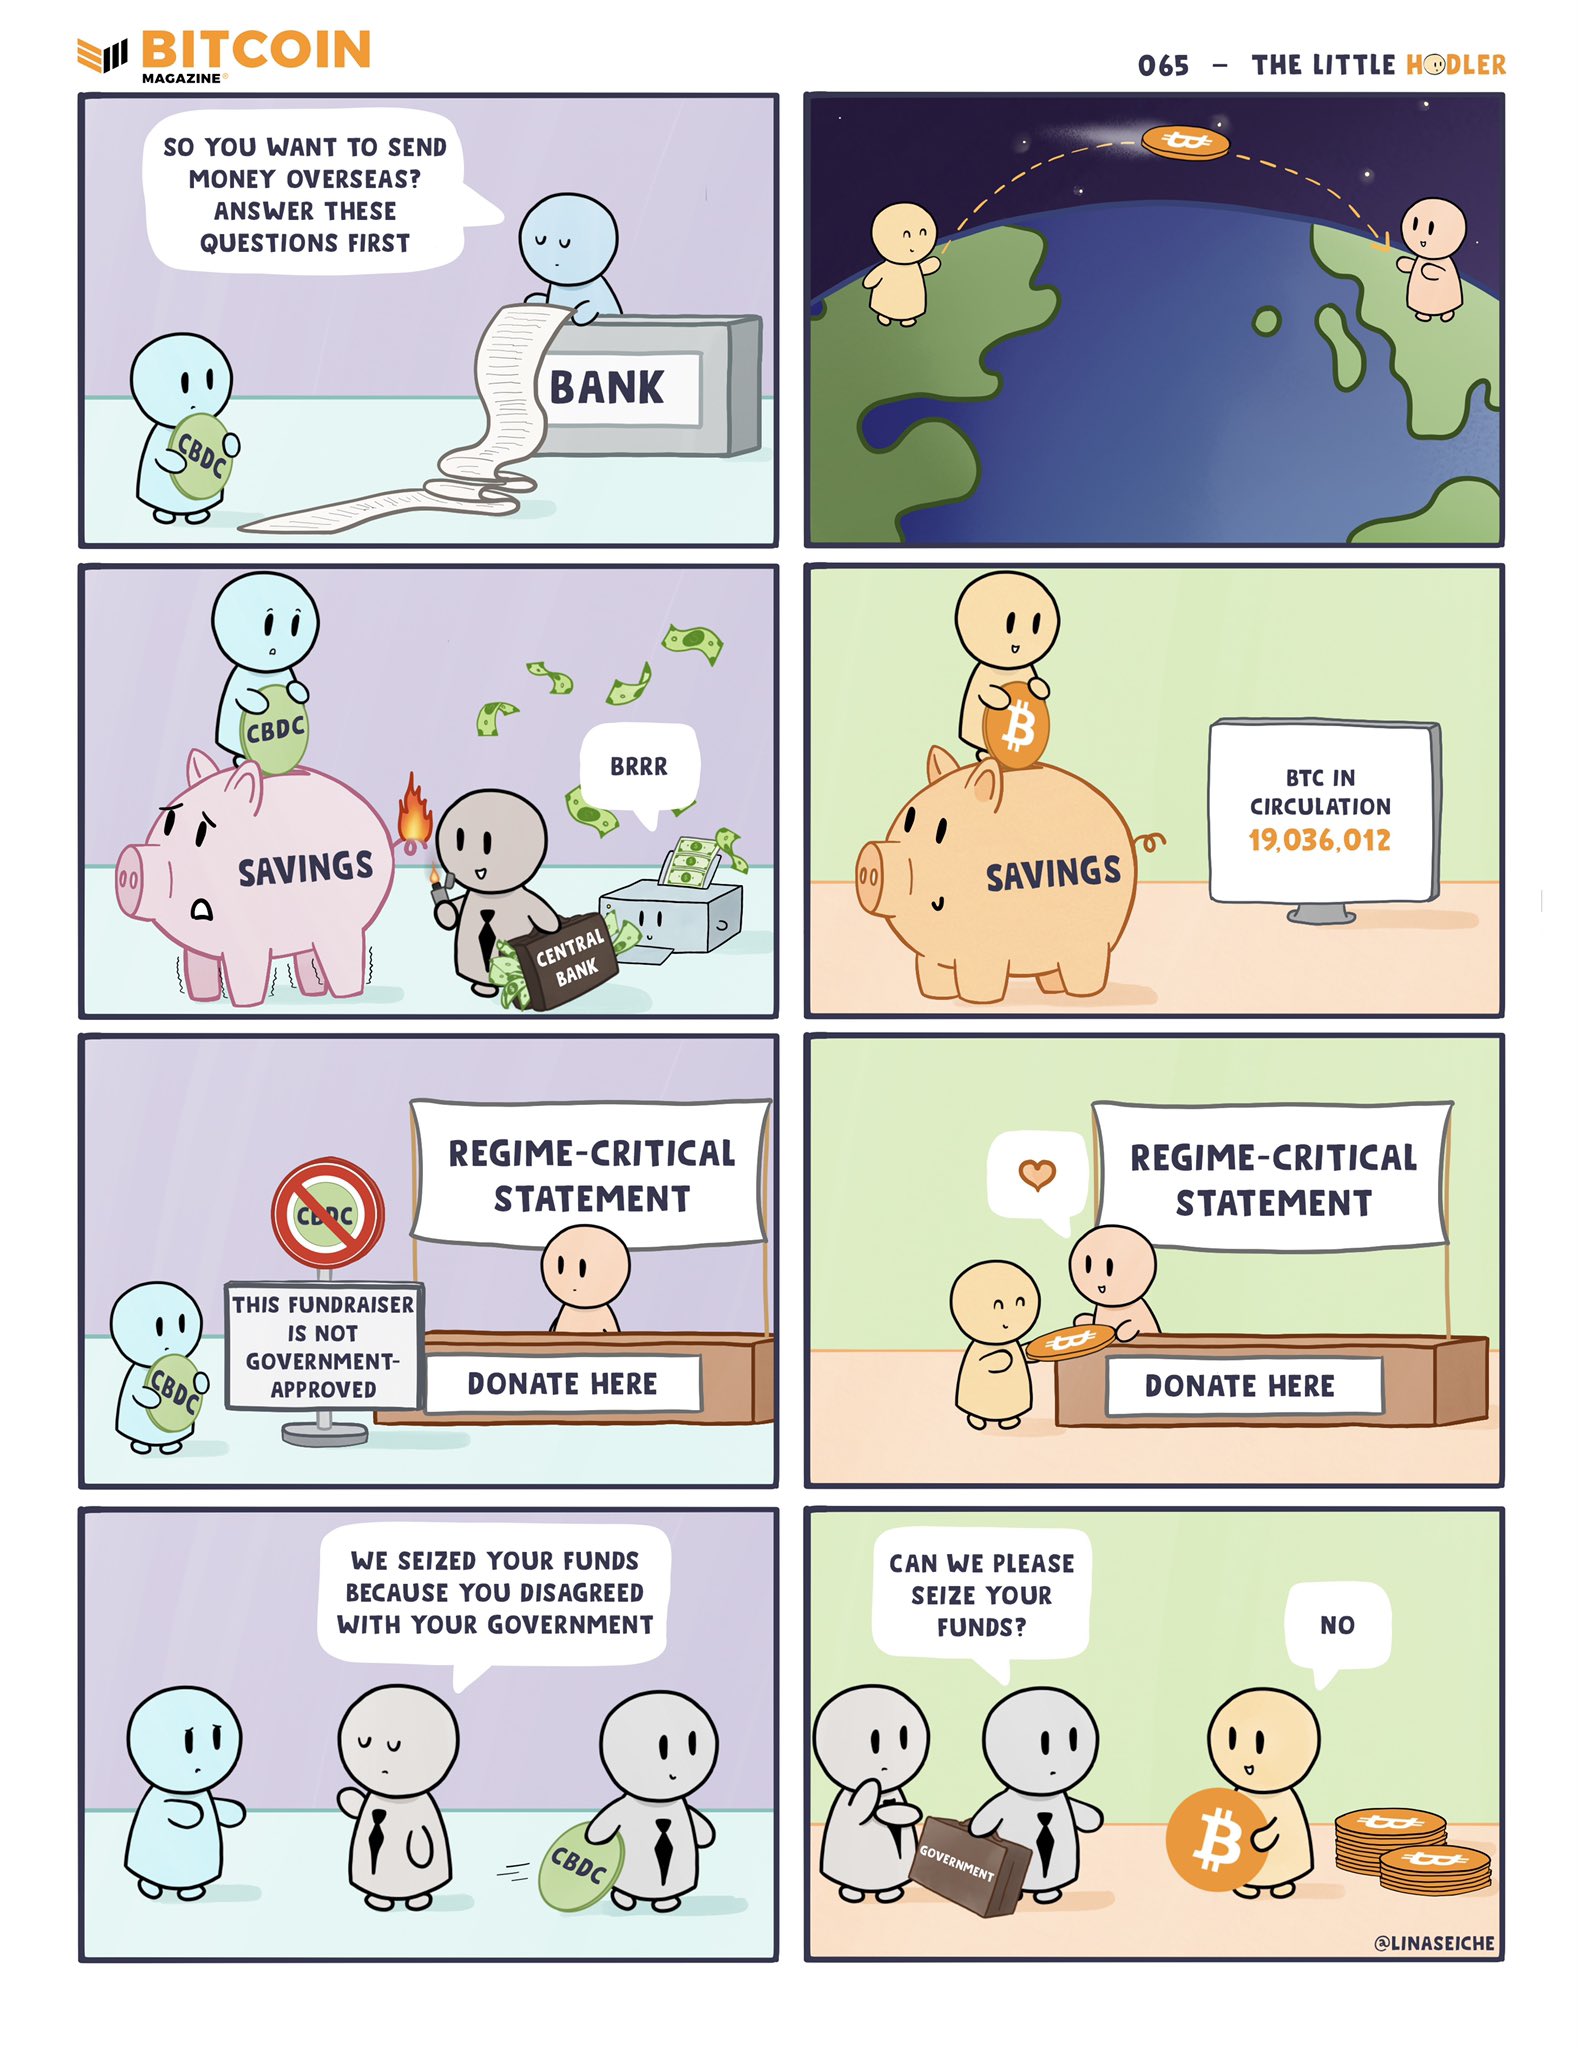 BITCOIN
MAGAZINE®
065 - THE LITTLE HODLER
SO YOU WANT TO SEND
MONEY OVERSEAS?
ANSWER THESE
QUESTIONS FIRST
BANK
CBDC
CBDC
SAVINGS
BRRR
CENTRAL
BANK
SAVINGS
BTC IN
CIRCULATION
19,036,012
REGIME-CRITICAL
STATEMENT
CBDC
THIS FUNDRAISER
IS NOT
GOVERNMENT-
APPROVED
CBDC
DONATE HERE
REGIME-CRITICAL
STATEMENT
DONATE HERE
WE SEIZED YOUR FUNDS
BECAUSE YOU DISAGREED
WITH YOUR GOVERNMENT
CBDC
CAN WE PLEASE
SEIZE YOUR
FUNDS?
NO
GOVERNMENT
@LINASEICHE